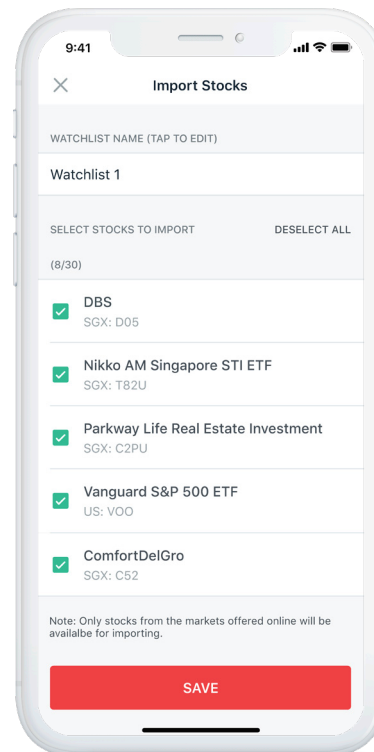 9:41
Import Stocks
WATCHLIST NAME (TAP TO EDIT)
Watchlist 1
SELECT STOCKS TO IMPORT DESELECT ALL
(8/30)
DBS
SGX: D05
Nikko AM Singapore STI ETF
SGX: T82U
Parkway Life Real Estate Investment
SGX: C2PU
Vanguard S&P 500 ETF
US: VOO
ComfortDelGro
SGX: C52
Note: Only stocks from the markets offered online will be
availalbe for importing.
SAVE